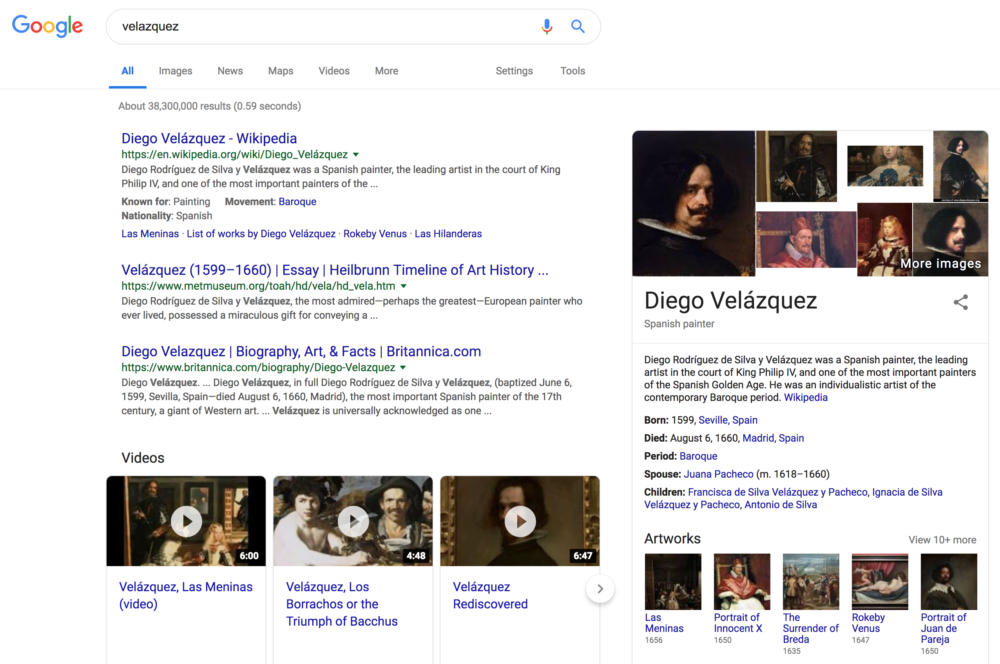 Google
velazquez
All Images News Maps Videos More Settings Tools
About 38,300,000 results (0.59 seconds)
Diego Velázquez - Wikipedia
https://en.wikipedia.org/wiki/Diego_Velázquez
Diego Rodríguez de Silva y Velázquez was a Spanish painter, the leading artist in the court of King
Philip IV, and one of the most important painters of the ...
Known for: Painting Movement: Baroque
Nationality: Spanish
Las Meninas · List of works by Diego Velázquez · Rokeby Venus · Las Hilanderas
Velázquez (1599–1660) | Essay | Heilbrunn Timeline of Art History ...
https://www.metmuseum.org/toah/hd/vela/hd_vela.htm
Diego Rodríguez de Silva y Velázquez, the most admired—perhaps the greatest—European painter who
ever lived, possessed a miraculous gift for conveying a ...
Diego Velazquez | Biography, Art, & Facts | Britannica.com
https://www.britannica.com/biography/Diego-Velazquez
Diego Velázquez. ... Diego Velázquez, in full Diego Rodríguez de Silva y Velázquez, (baptized June 6,
1599, Sevilla, Spain—died August 6, 1660, Madrid), the most important Spanish painter of the 17th
century, a giant of Western art. ... Velázquez is universally acknowledged as one ...
Videos
6:00
Velázquez, Las Meninas
(video)
4:48
Velázquez, Los
Borrachos or the
Triumph of Bacchus
6:47
Velázquez
Rediscovered
courtesy of www.diegovelazquez.org
More images
Diego Velázquez
Spanish painter
Diego Rodríguez de Silva y Velázquez was a Spanish painter, the leading
artist in the court of King Philip IV, and one of the most important painters
of the Spanish Golden Age. He was an individualistic artist of the
contemporary Baroque period. Wikipedia
Born: 1599, Seville, Spain
Died: August 6, 1660, Madrid, Spain
Period: Baroque
Spouse: Juana Pacheco (m. 1618–1660)
Children: Francisca de Silva Velázquez y Pacheco, Ignacia de Silva
Velázquez y Pacheco, Antonio de Silva
Artworks
View 10+ more
Las
Meninas
1656
Portrait of
Innocent X
1650
The
Surrender of
Breda
1635
Rokeby
Venus
1647
Portrait of
Juan de
Pareja
1650